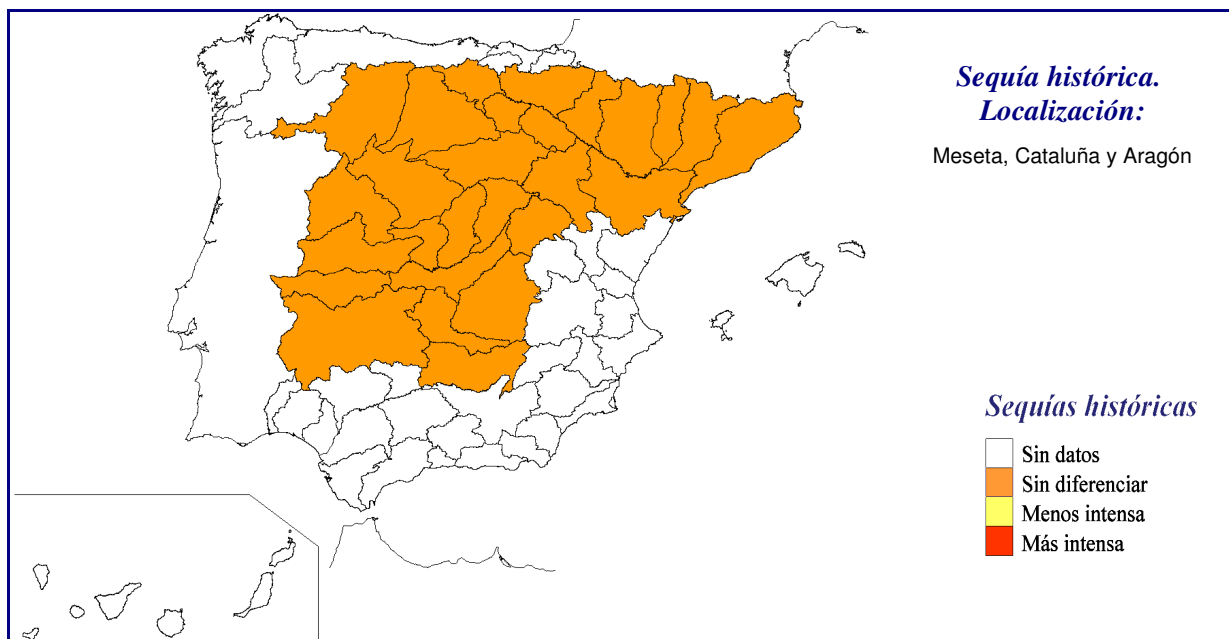 Sequía histórica.
Localización:
Meseta, Cataluña y Aragón
Sequías históricas
Sin datos
Sin diferenciar
Menos intensa
Más intensa